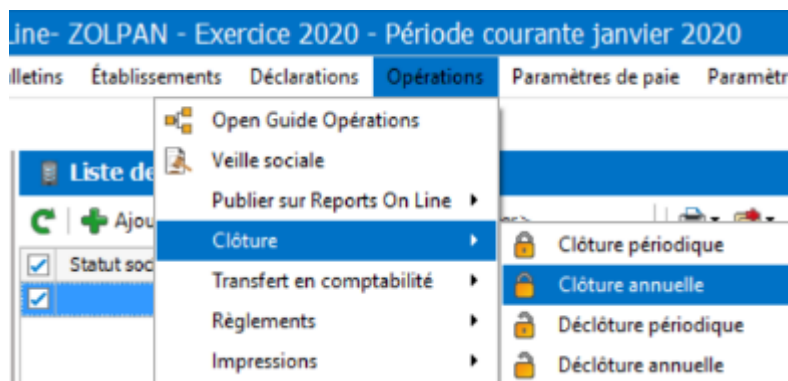 Line- ZOLPAN - Exercice 2020 - Période courante janvier 2020
Établissements Déclarations Opérations Paramètres de paie
Open Guide Opérations
Liste de
Veille sociale
Publier sur Reports On Line
Ajou
Clôture
Clôture périodique
Statut soc
Transfert en comptabilité
Clôture annuelle
Règlements
Déclôture périodique
Impressions
Déclôture annuelle